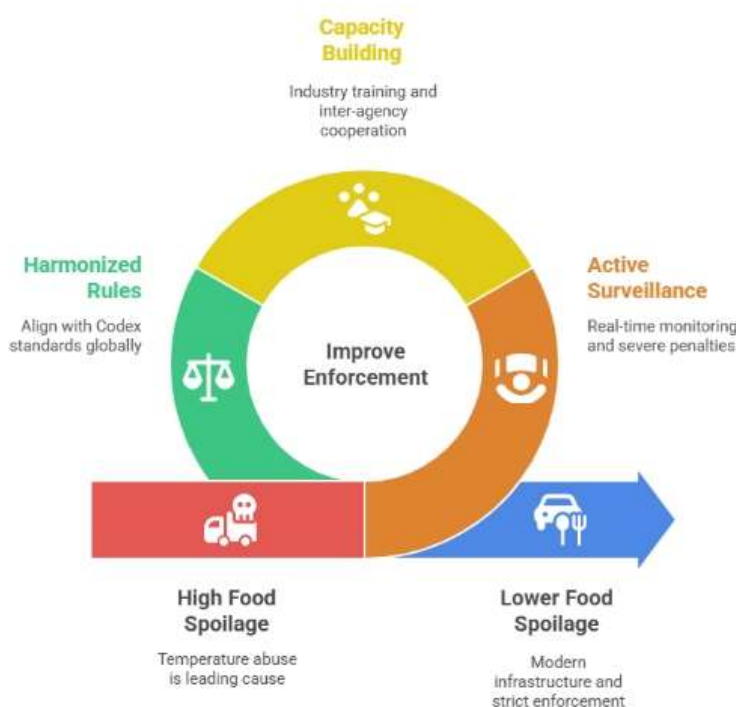 Capacity
Building
Industry training and
inter-agency
cooperation
Harmonized
Rules
Align with Codex
standards globally
Active
Surveillance
Real-time monitoring
and severe penalties
Improve
Enforcement
High Food
Spoilage
Temperature abuse
is leading cause
Lower Food
Spoilage
Modern
infrastructure and
strict enforcement